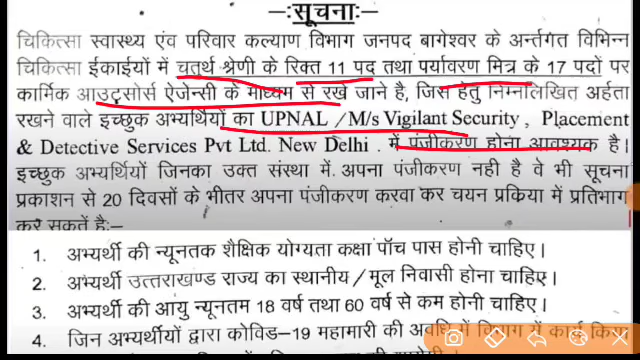 -:सूचना:-
चिकित्सा स्वास्थ्य एंव परिवार कल्याण विभाग जनपद बागेश्वर के अर्न्तगत विभिन्न
चिकित्सा ईकाईयों में चतुर्थ श्रेणी के रिक्त 11 पद तथा पर्यावरण मित्र के 17 पदों पर
कार्मिक आउटसोर्स ऐजेन्सी के माध्यम से रखे जाने है, जिस हेतु निम्नलिखित अर्हता
रखने वाले इच्छुक अभ्यर्थियों का UPNAL / M/s Vigilant Security, Placement
& Detective Services Pvt Ltd. New Delhi. में पंजीकरण होना आवश्यक है।
इच्छुक अभ्यर्थियों जिनका उक्त संस्था में अपना पंजीकरण नही है वे भी सूचना
प्रकाशन से 20 दिवसों के भीतर अपना पंजीकरण करवा कर चयन प्रकिया में प्रतिभाग
कर सकतें है:-
1. अभ्यर्थी की न्यूनतक शैक्षिक योग्यता कक्षा पॉच पास होनी चाहिए।
2. अभ्यर्थी उत्तराखण्ड राज्य का स्थानीय / मूल निवासी होना चाहिए।
3. अभ्यर्थी की आयु न्यूनतम 18 वर्ष तथा 60 वर्ष से कम होनी चाहिए।
4. जिन अभ्यर्थीयों द्वारा कोविड-19 महामारी की अवधि में विभाग में कार्य किया